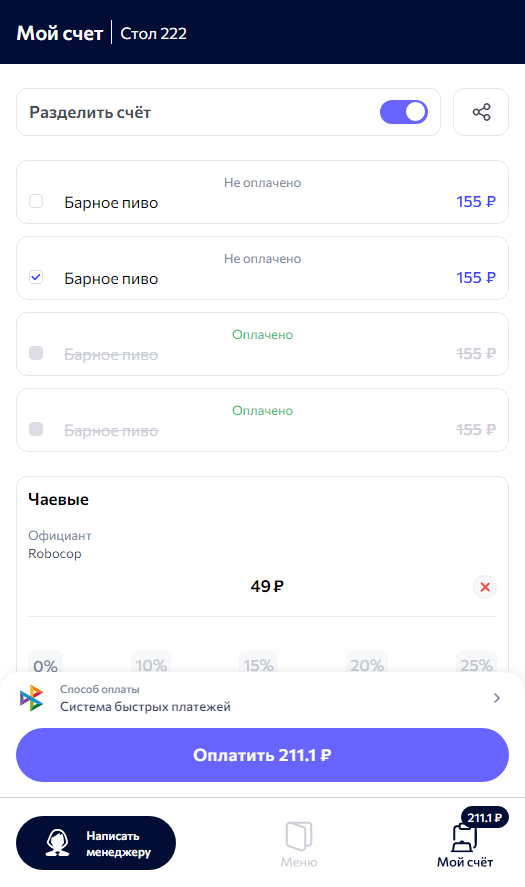 Мой счет
Стол 222
Разделить счёт
Не оплачено
Барное пиво 155 ₽
Не оплачено
Барное пиво 155 ₽
Оплачено
Барное пиво 155 ₽
Оплачено
Барное пиво 155 ₽
Чаевые
Официант
Robocop
49 ₽
0% 10% 15% 20% 25%
Способ оплаты
Система быстрых платежей
Оплатить 211.1 ₽
Написать
менеджеру
Меню
211.1 ₽
Мой счёт